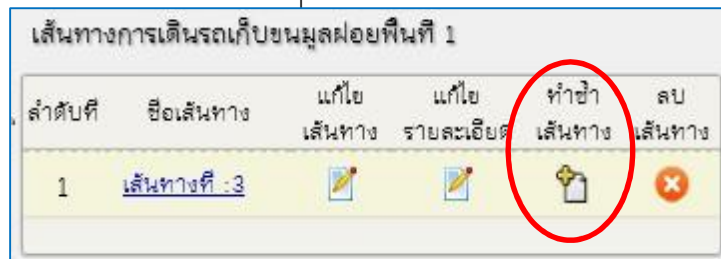 เส้นทางการเดินรถเก็บขนมูลฝอยพื้นที่ 1
ลำดับที่ ชื่อเส้นทาง แก้ไขเส้นทาง แก้ไขรายละเอียด ทำซ้ำเส้นทาง ลบเส้นทาง
1 เส้นทางที่ :3